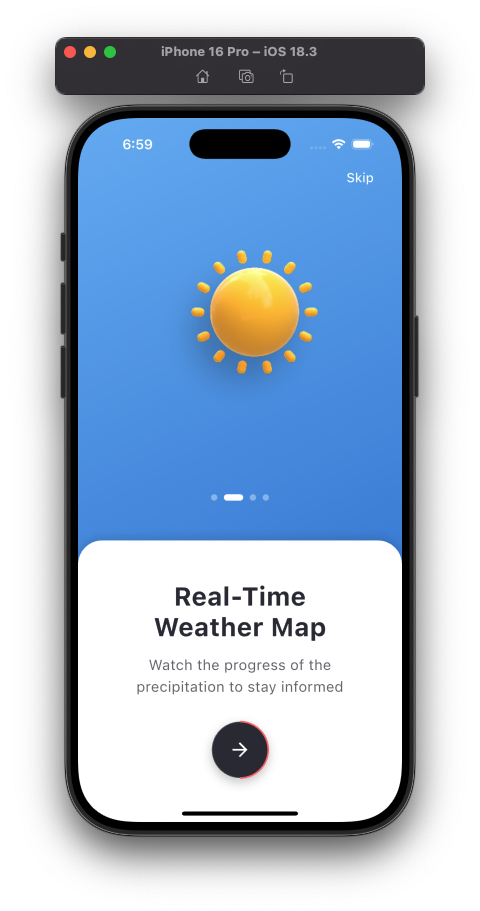 iPhone 16 Pro – iOS 18.3
6:59
Skip
Real-Time
Weather Map
Watch the progress of the
precipitation to stay informed